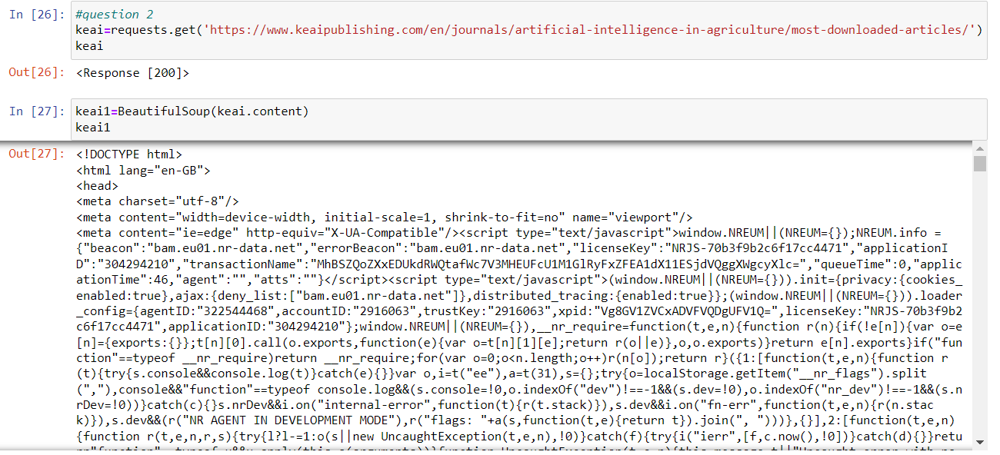 In [26]: #question 2
keai=requests.get('https://www.keaipublishing.com/en/journals/artificial-intelligence-in-agriculture/most-downloaded-articles/')
keai
Out[26]: <Response [200]>
In [27]: keai1=BeautifulSoup(keai.content)
keai1
Out[27]: <!DOCTYPE html>
<html lang="en-GB">
<head>
<meta charset="utf-8"/>
<meta content="width=device-width, initial-scale=1, shrink-to-fit=no" name="viewport"/>
<meta content="ie=edge" http-equiv="X-UA-Compatible"/><script type="text/javascript">window.NREUM||(NREUM={});NREUM.info =
{"beacon":"bam.eu01.nr-data.net","errorBeacon":"bam.eu01.nr-data.net","licenseKey":"NRJS-70b3f9b2c6f17cc4471","applicationI
D":"304294210","transactionName":"MhBSZQoZXxEDUkdRWQtafWc7V3MHEUFcU1M1GlRyFxZFEA1dX11ESjdVQggXWgcyXlc=","queueTime":0,"applic
ationTime":46,"agent":"","atts":""}</script><script type="text/javascript">(window.NREUM||(NREUM={})).init={privacy:{cookies_
enabled:true},ajax:{deny_list:["bam.eu01.nr-data.net"]},distributed_tracing:{enabled:true}};(window.NREUM||(NREUM={})).loader
_config={agentID:"322544468",accountID:"2916063",trustKey:"2916063",xpid:"Vg8GV1ZVCxADVFVQDgUFV1Q=",licenseKey:"NRJS-70b3f9b2
c6f17cc4471",applicationID:"304294210"};window.NREUM||(NREUM={}),__nr_require=function(t,e,n){function r(n){if(!e[n]){var o=e
[n]={exports:{}};t[n][0].call(o.exports,function(e){var o=t[n][1][e];return r(o||e)},o,o.exports)}return e[n].exports}if("fun
ction"==typeof __nr_require)return __nr_require;for(var o=0;o<n.length;o++)r(n[o]);return r}({1:[function(t,e,n){function r
(t){try{s.console&&console.log(t)}catch(e){}}var o,i=t("ee"),a=t(31),s={};try{o=localStorage.getItem("__nr_flags").split
(","),console&&"function"==typeof console.log&&(s.console=!0,o.indexOf("dev")!==-1&&(s.dev=!0),o.indexOf("nr_dev")!==-1&&(s.n
rDev=!0))}catch(c){}s.nrDev&&i.on("internal-error",function(t){r(t.stack)}),s.dev&&i.on("fn-err",function(t,e,n){r(n.stac
k)}),s.dev&&(r("NR AGENT IN DEVELOPMENT MODE"),r("flags: "+a(s,function(t,e){return t}).join(", ")))},{}],2:[function(t,e,n)
{function r(t,e,n,r,s){try{l?l-=1:o(s||new UncaughtException(t,e,n),!0)}catch(f){try{i("ierr",[f,c.now(),!0])}catch(d){}}retu